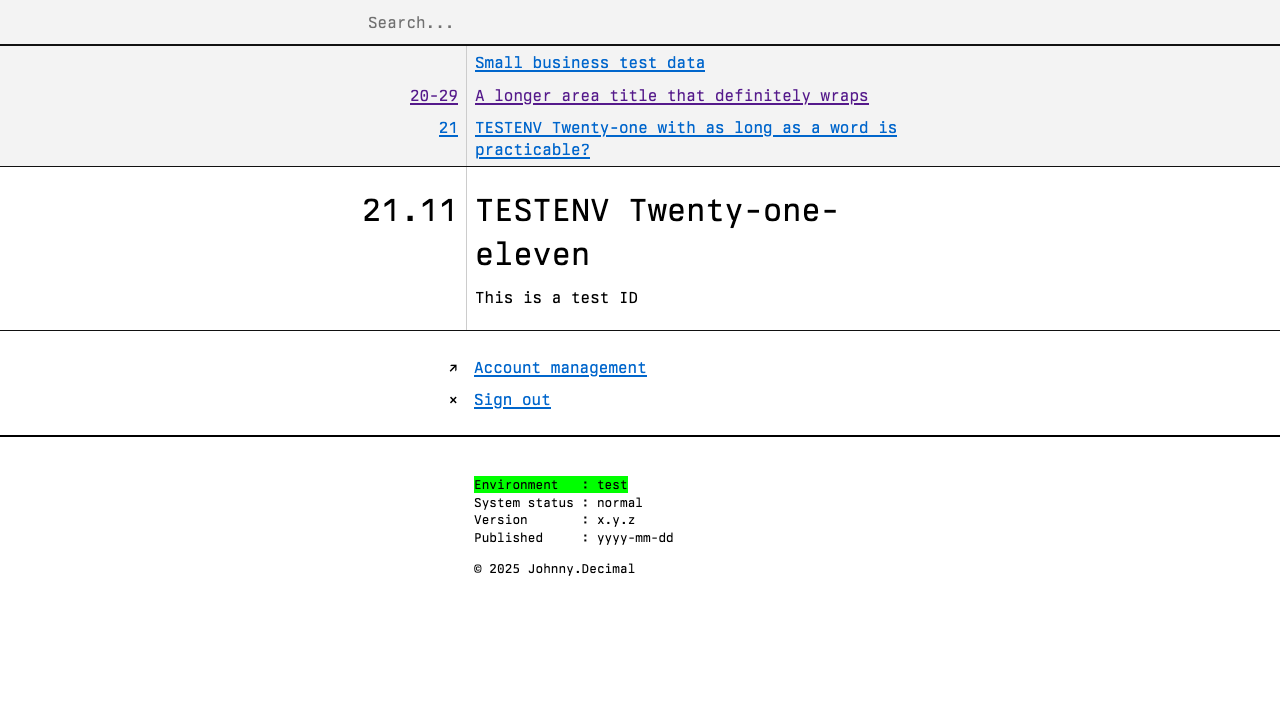 Search...
Small business test data
20-29 A longer area title that definitely wraps
21 TESTENV Twenty-one with as long as a word is
practicable?
21.11 TESTENV Twenty-one-
eleven
This is a test ID
↗ Account management
× Sign out
Environment   : test
System status : normal
Version       : x.y.z
Published     : yyyy-mm-dd
© 2025 Johnny.Decimal